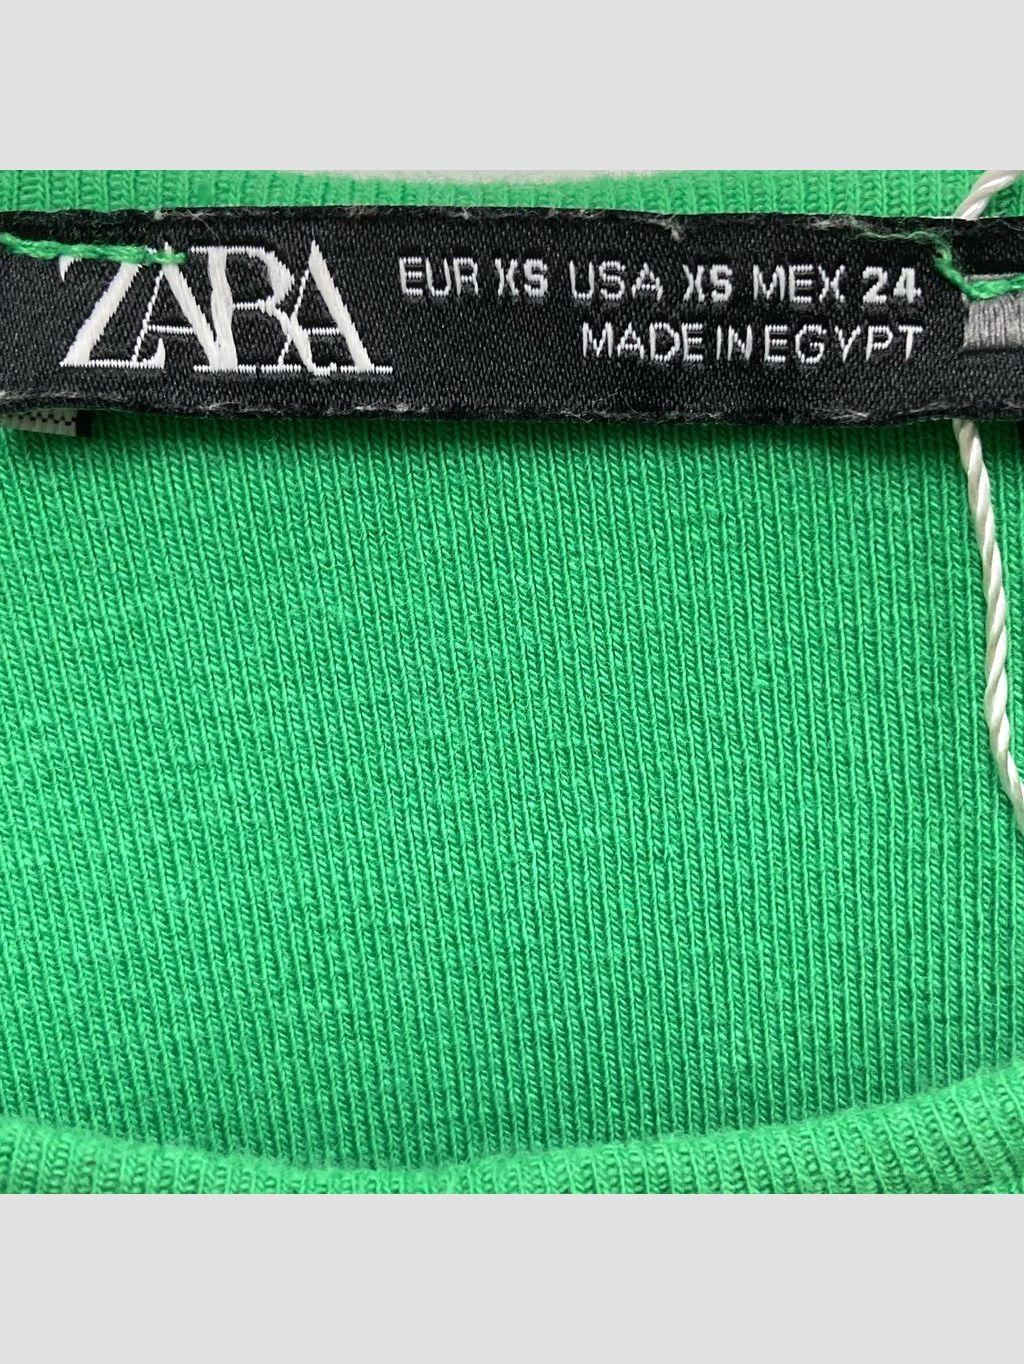 ZARA
EUR XS USA XS MEX 24
MADE IN EGYPT